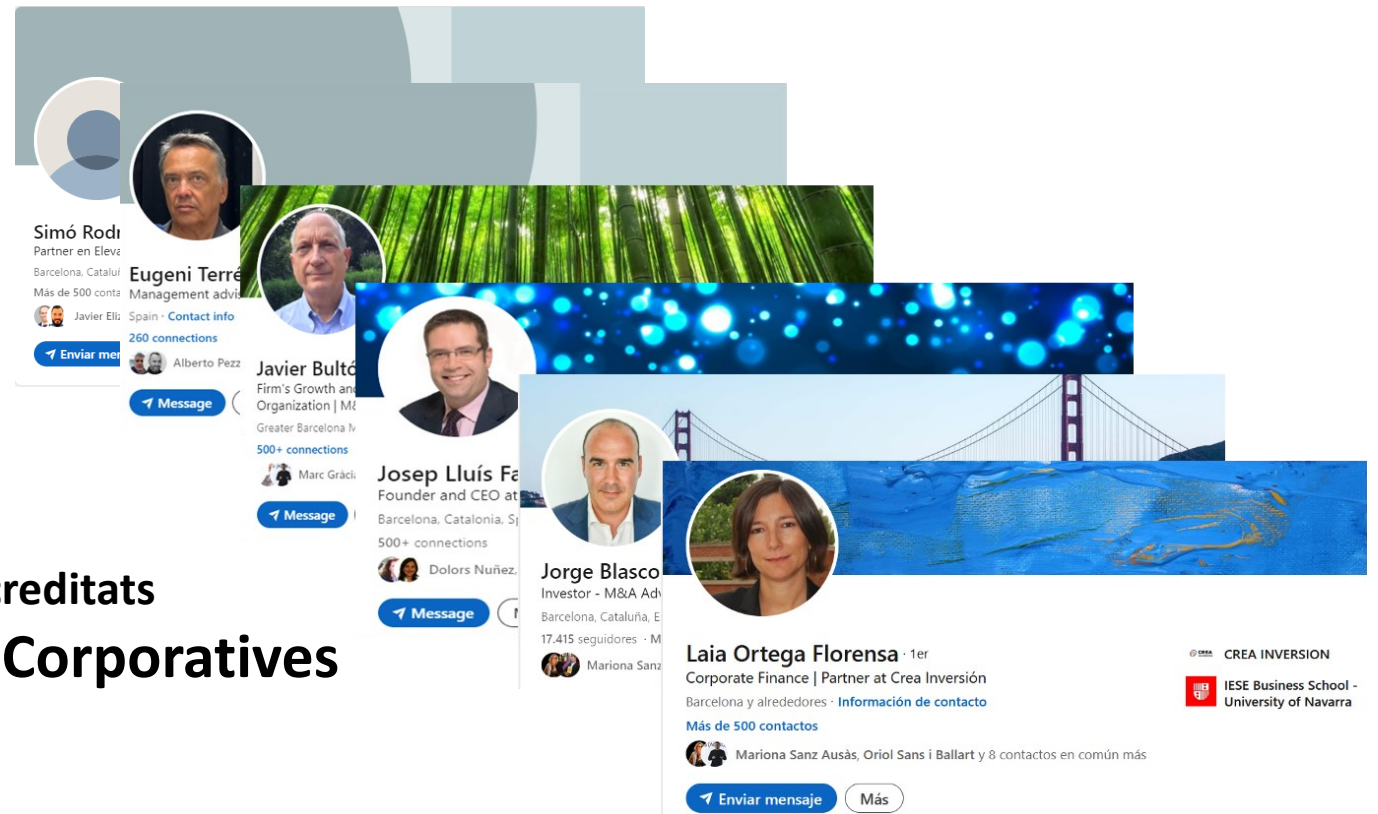 Simó Rodr
Partner en Eleva
Barcelona, Cataluñ
Más de 500 conta
Javier Eliz
Enviar mer
Eugeni Terré
Management advis
Spain · Contact info
260 connections
Alberto Pezz
Message
Javier Bultó
Firm's Growth and
Organization | M&
Greater Barcelona M
500+ connections
Marc Gràcia
Message
Josep Lluís Fa
Founder and CEO at
Barcelona, Catalonia, Sp
500+ connections
Dolors Nuñez,
Message
Jorge Blasco
Investor - M&A Adv
Barcelona, Cataluña, E
17.415 seguidores · M
Mariona Sanz
Laia Ortega Florensa · 1er
Corporate Finance | Partner at Crea Inversión
Barcelona y alrededores · Información de contacto
Más de 500 contactos
Mariona Sanz Ausàs, Oriol Sans i Ballart y 8 contactos en común más
Enviar mensaje
Más
CREA INVERSION
IESE Business School -
University of Navarra
creditats
Corporatives